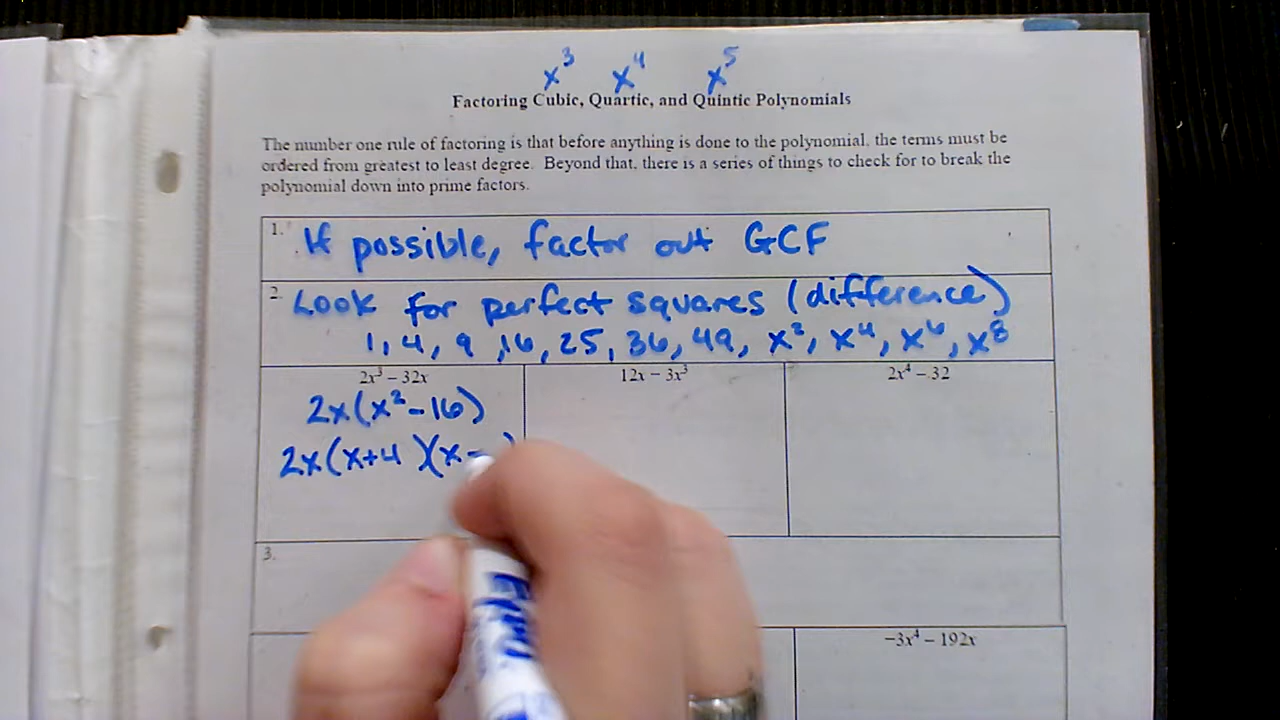 x³ x⁴ x⁵
Factoring Cubic, Quartic, and Quintic Polynomials
The number one rule of factoring is that before anything is done to the polynomial, the terms must be
ordered from greatest to least degree. Beyond that, there is a series of things to check for to break the
polynomial down into prime factors.
1. If possible, factor out GCF
2. Look for perfect squares (difference)
1, 4, 9, 16, 25, 36, 49, x², x⁴, x⁶, x⁸
2x³ – 32x
12x – 3x³
2x⁴ – 32
2x(x²-16)
2x(x+4)(x- )
3.
−3x⁴ – 192x